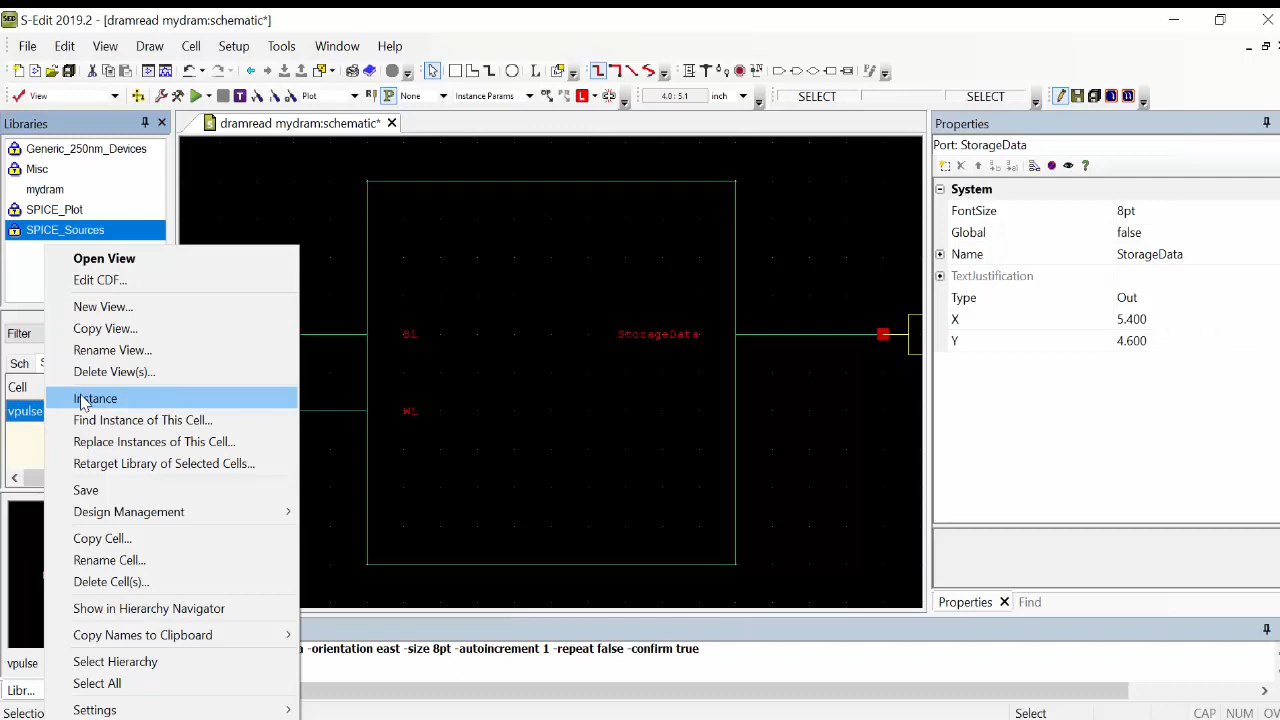 S-Edit 2019.2 - [dramread mydram:schematic*]
File Edit View Draw Cell Setup Tools Window Help
View Plot None Instance Params 4.0 : 5.1 inch SELECT SELECT
Libraries
dramread mydram:schematic*
Properties
Generic_250nm_Devices
Misc
mydram
SPICE_Plot
SPICE_Sources
Port: StorageData
System
FontSize 8pt
Global false
Name StorageData
TextJustification
Type Out
X 5.400
Y 4.600
Filter
Sch
Cell
vpulse
Open View
Edit CDF...
New View...
Copy View...
Rename View...
Delete View(s)...
Instance
Find Instance of This Cell...
Replace Instances of This Cell...
Retarget Library of Selected Cells...
Save
Design Management
Copy Cell...
Rename Cell...
Delete Cell(s)...
Show in Hierarchy Navigator
Copy Names to Clipboard
Select Hierarchy
Select All
Settings
StorageData
Properties Find
-orientation east -size 8pt -autoincrement 1 -repeat false -confirm true
vpulse
Libr...
Selectio Select CAP NUM OV